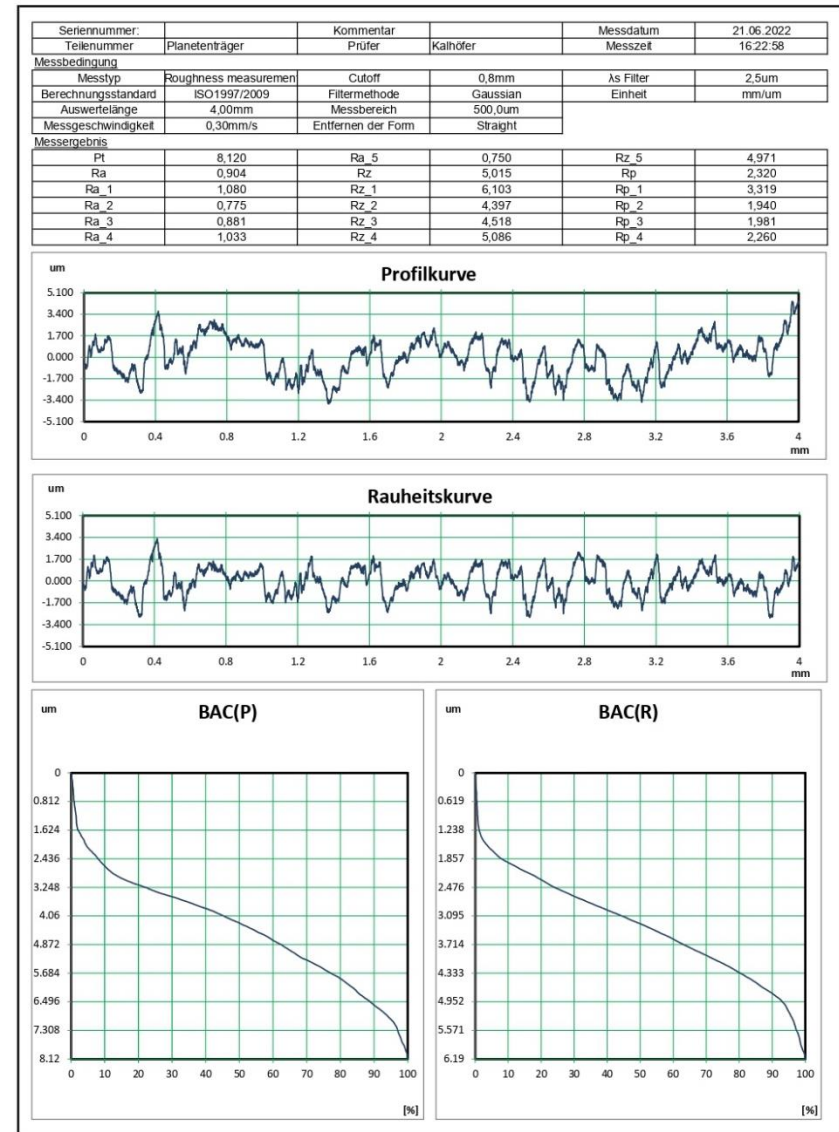 Seriennummer: Kommentar Messdatum 21.06.2022
Teilenummer Planetenträger Prüfer Kalhöfer Messzeit 16:22:58
Messbedingung
Messtyp Roughness measuremen Cutoff 0,8mm λs Filter 2,5um
Berechnungsstandard ISO1997/2009 Filtermethode Gaussian Einheit mm/um
Auswertelänge 4,00mm Messbereich 500,0um
Messgeschwindigkeit 0,30mm/s Entfernen der Form Straight
Messergebnis
Pt 8,120 Ra_5 0,750 Rz_5 4,971
Ra 0,904 Rz 5,015 Rp 2,320
Ra_1 1,080 Rz_1 6,103 Rp_1 3,319
Ra_2 0,775 Rz_2 4,397 Rp_2 1,940
Ra_3 0,881 Rz_3 4,518 Rp_3 1,981
Ra_4 1,033 Rz_4 5,086 Rp_4 2,260
um
Profilkurve
5.100
3.400
1.700
0.000
-1.700
-3.400
-5.100
0 0.4 0.8 1.2 1.6 2 2.4 2.8 3.2 3.6 4
mm
um
Rauheitskurve
5.100
3.400
1.700
0.000
-1.700
-3.400
-5.100
0 0.4 0.8 1.2 1.6 2 2.4 2.8 3.2 3.6 4
mm
um
BAC(P)
0
0.812
1.624
2.436
3.248
4.06
4.872
5.684
6.496
7.308
8.12
0 10 20 30 40 50 60 70 80 90 100
[%]
um
BAC(R)
0
0.619
1.238
1.857
2.476
3.095
3.714
4.333
4.952
5.571
6.19
0 10 20 30 40 50 60 70 80 90 100
[%]